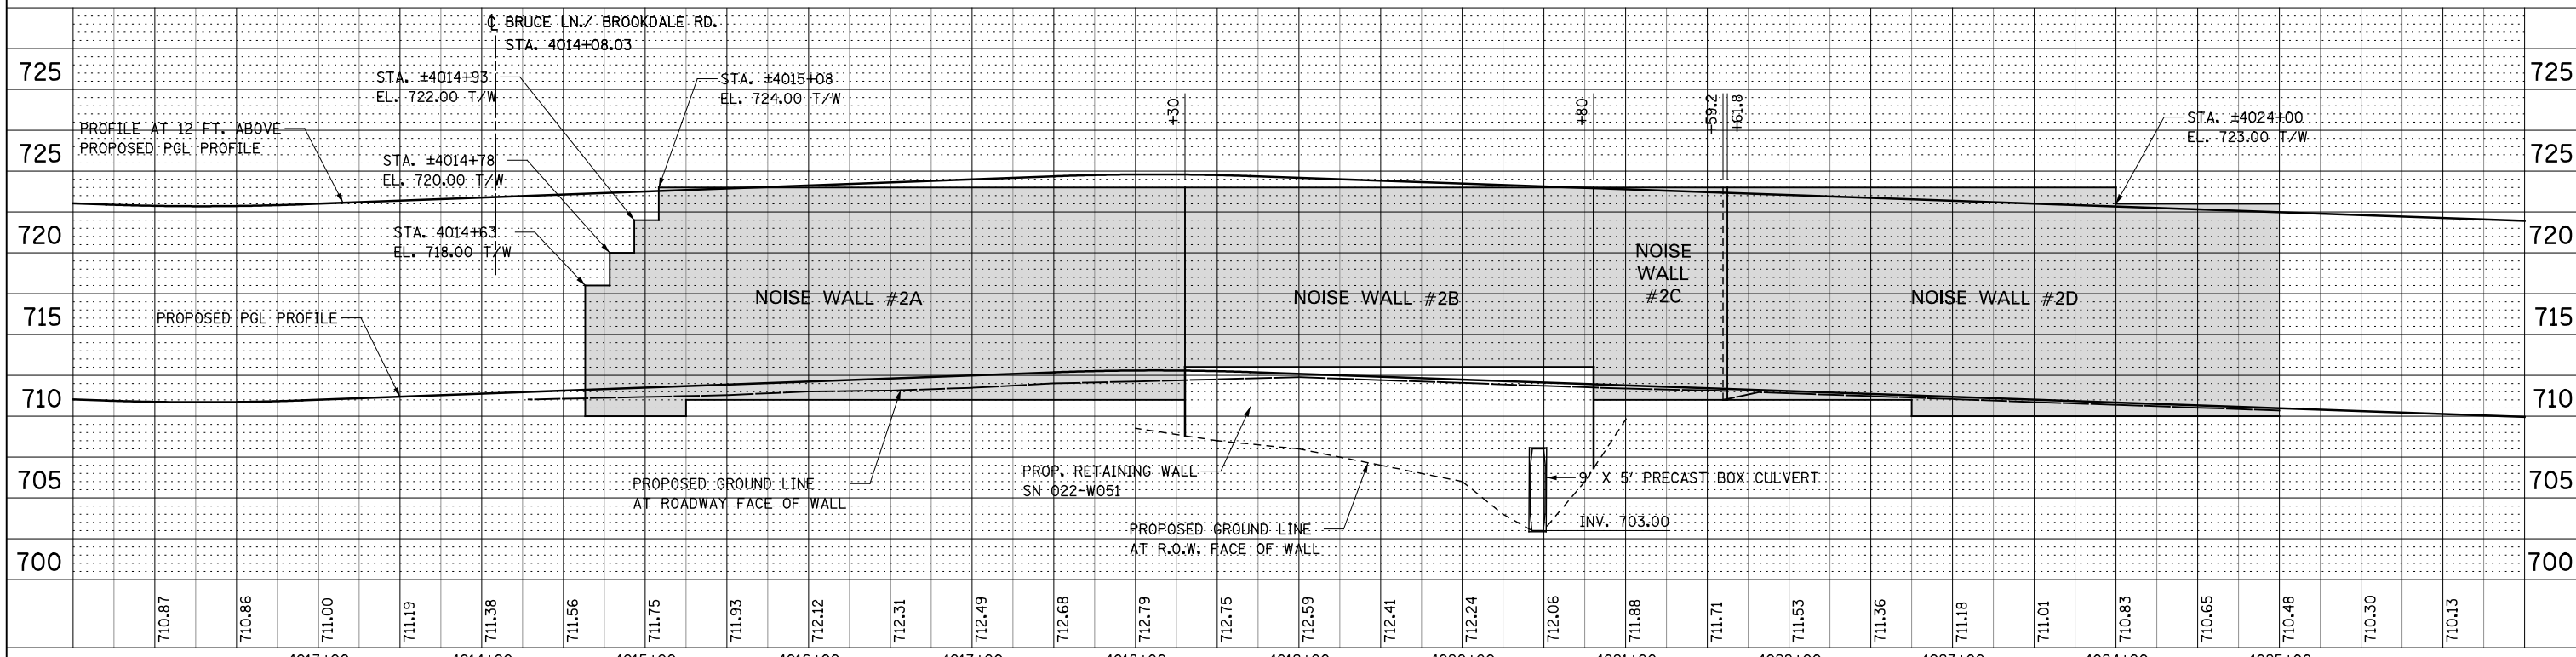 ℄ BRUCE LN./ BROOKDALE RD.
STA. 4014+08.03
725
725
STA. ±4014+93
EL. 722.00 T/W
STA. ±4015+08
EL. 724.00 T/W
+30
+80
+59.2
+61.8
STA. ±4024+00
EL. 723.00 T/W
PROFILE AT 12 FT. ABOVE
PROPOSED PGL PROFILE
725
725
STA. ±4014+78
EL. 720.00 T/W
STA. 4014+63
EL. 718.00 T/W
720
720
NOISE
WALL
#2C
NOISE WALL #2A
NOISE WALL #2B
NOISE WALL #2D
PROPOSED PGL PROFILE
715
715
710
710
PROP. RETAINING WALL
SN 022-W051
PROPOSED GROUND LINE
AT ROADWAY FACE OF WALL
9' X 5' PRECAST BOX CULVERT
705
705
PROPOSED GROUND LINE
AT R.O.W. FACE OF WALL
INV. 703.00
700
700
710.87
710.86
711.00
711.19
711.38
711.56
711.75
711.93
712.12
712.31
712.49
712.68
712.79
712.75
712.59
712.41
712.24
712.06
711.88
711.71
711.53
711.36
711.18
711.01
710.83
710.65
710.48
710.30
710.13